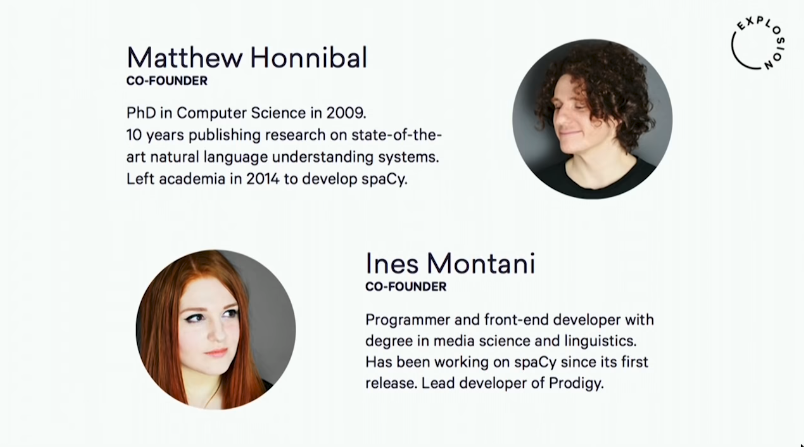 EXPLOSION
Matthew Honnibal
CO-FOUNDER
PhD in Computer Science in 2009.
10 years publishing research on state-of-the-
art natural language understanding systems.
Left academia in 2014 to develop spaCy.
Ines Montani
CO-FOUNDER
Programmer and front-end developer with
degree in media science and linguistics.
Has been working on spaCy since its first
release. Lead developer of Prodigy.